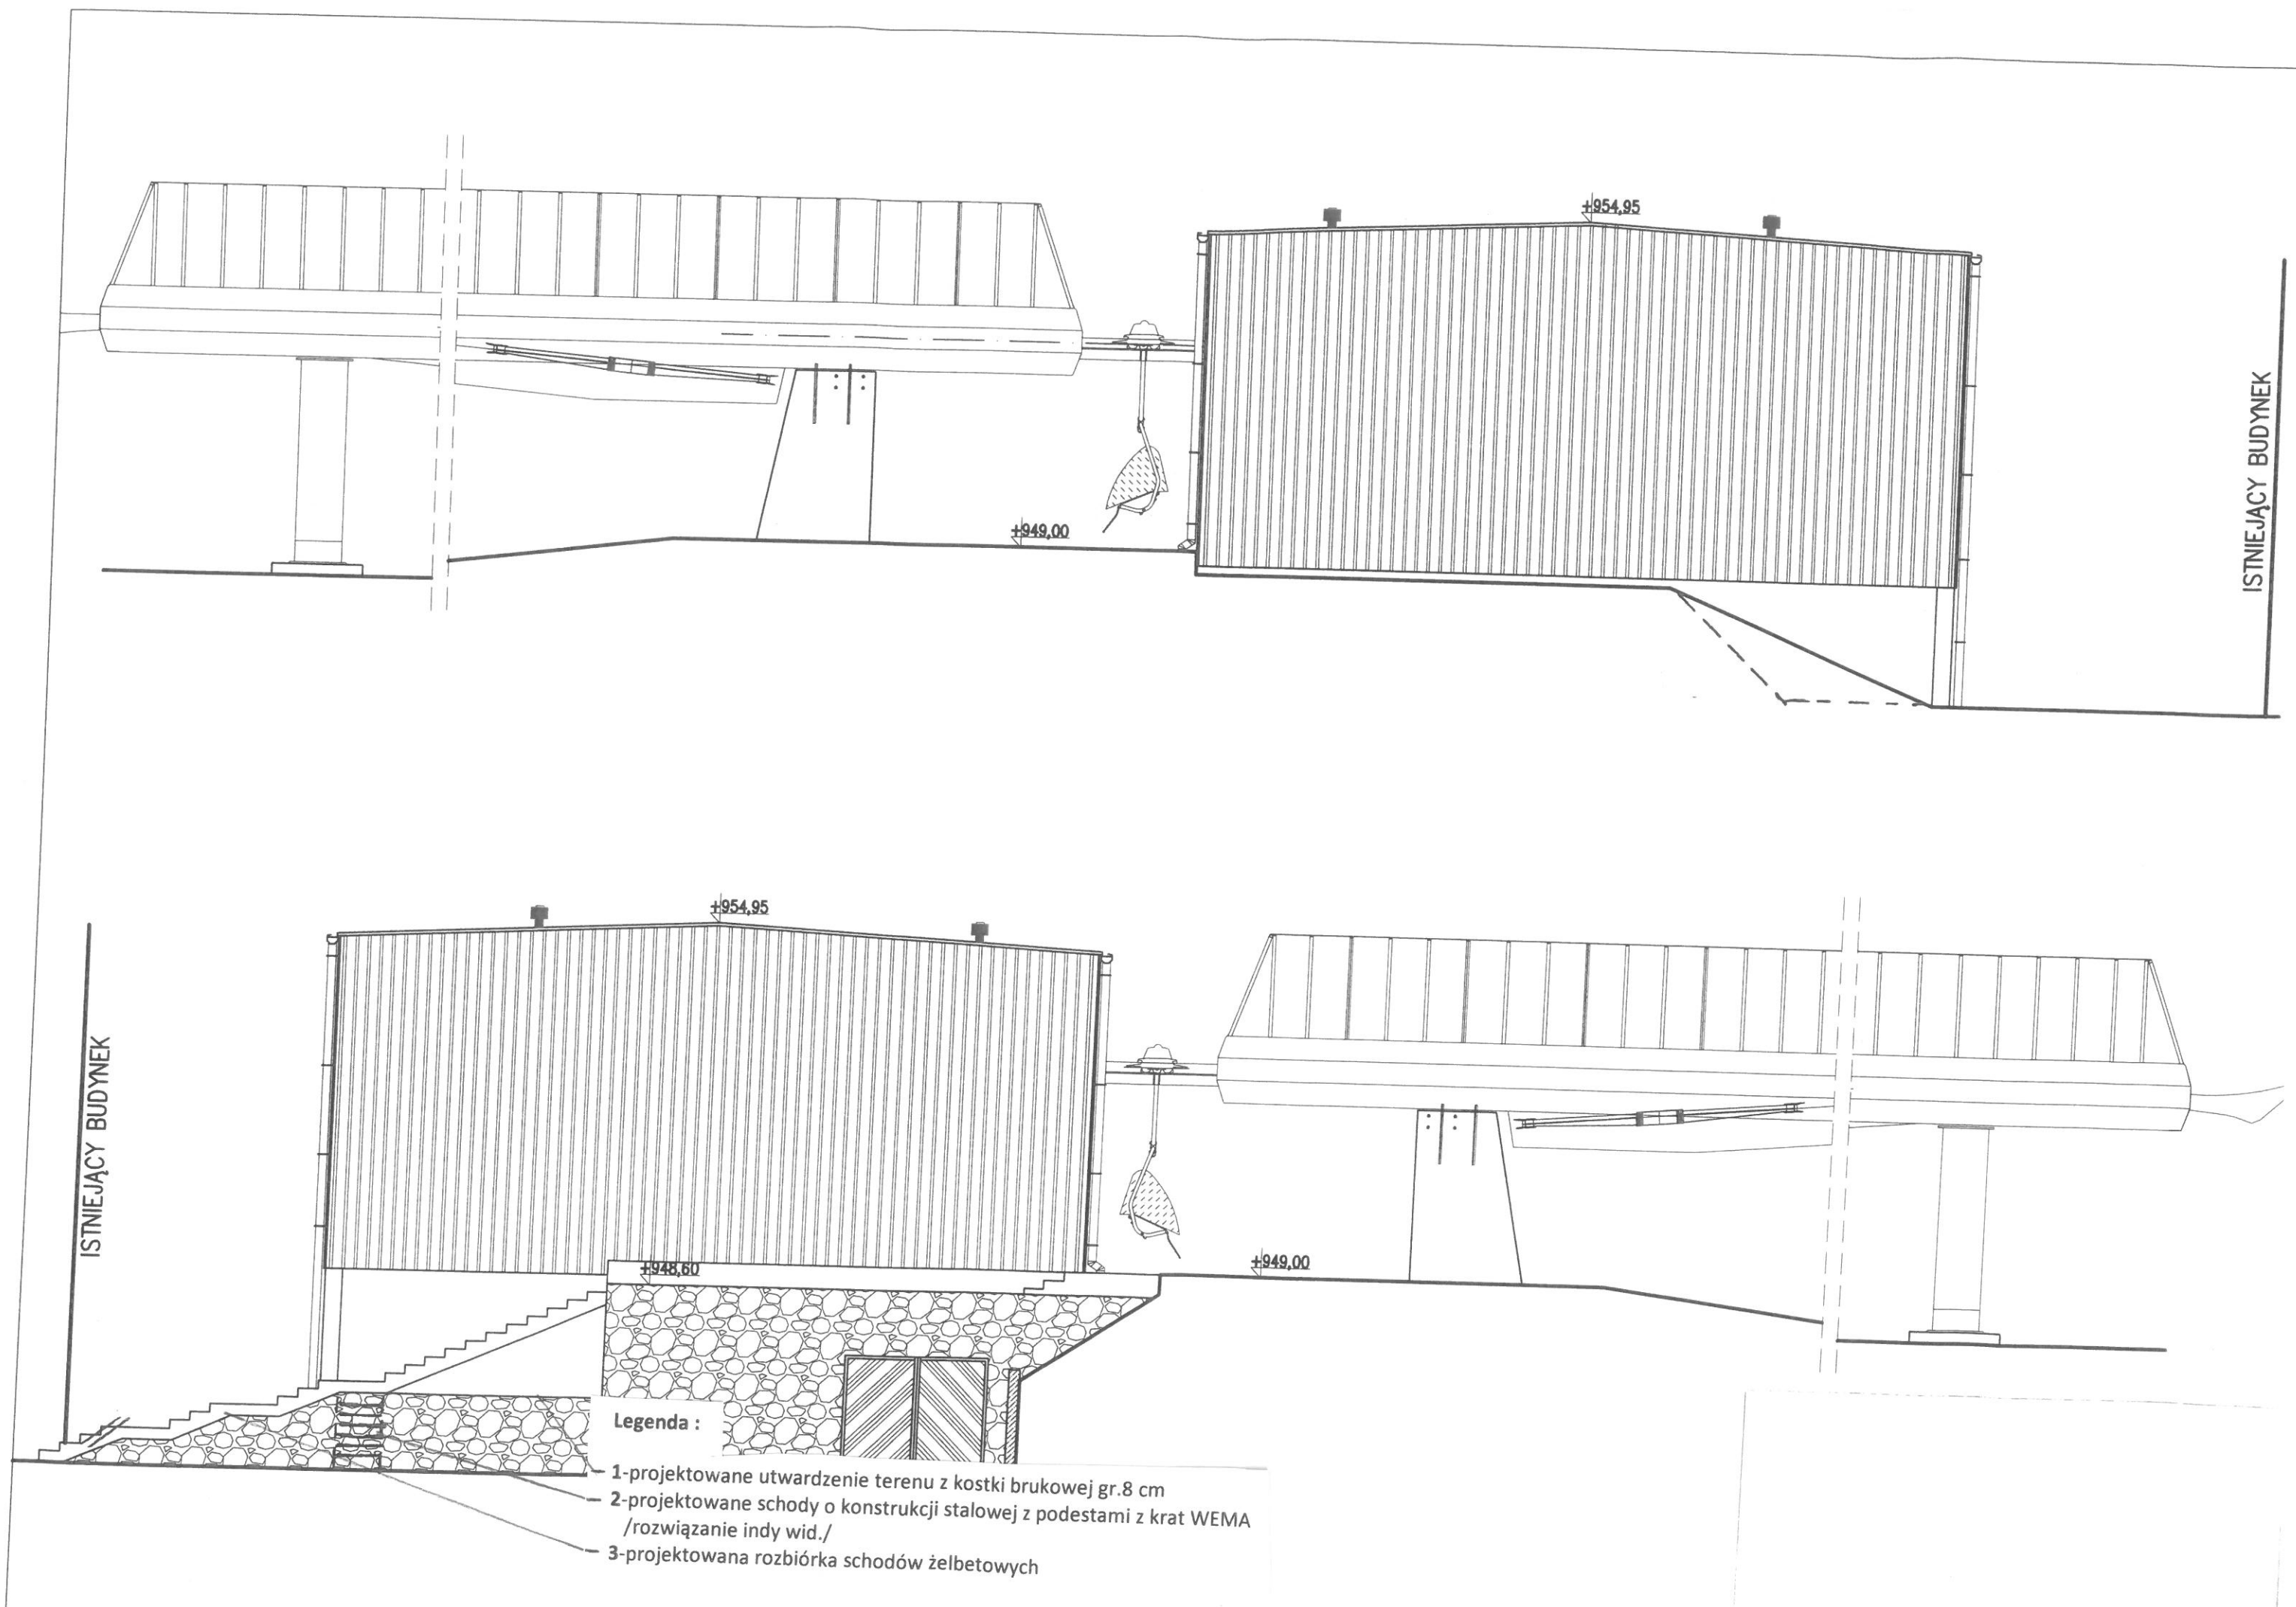 +954,95
+949,00
ISTNIEJĄCY BUDYNEK
+954,95
ISTNIEJĄCY BUDYNEK
+948,60
+949,00
Legenda :
1-projektowane utwardzenie terenu z kostki brukowej gr.8 cm
2-projektowane schody o konstrukcji stalowej z podestami z krat WEMA
/rozwiązanie indy wid./
3-projektowana rozbiórka schodów żelbetowych